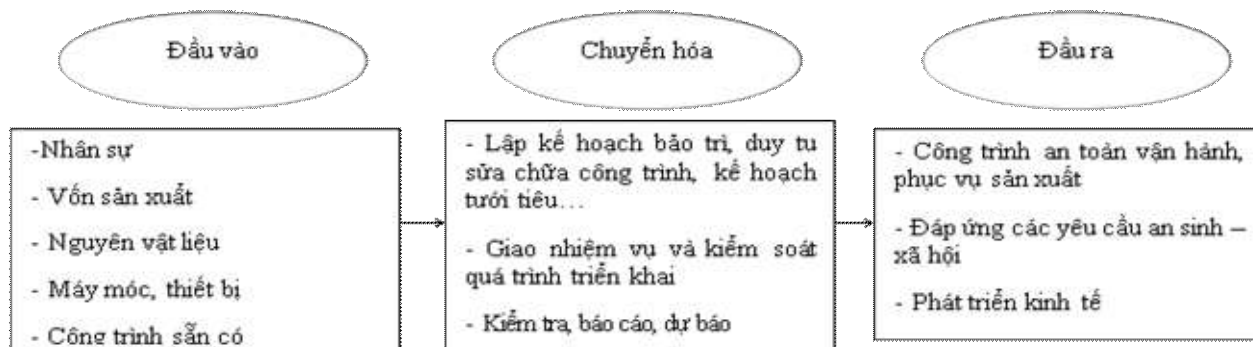 Đầu vào
-Nhân sự
- Vốn sản xuất
- Nguyên vật liệu
- Máy móc, thiết bị
- Công trình sẵn có
Chuyển hóa
- Lập kế hoạch bảo trì, duy tu
sửa chữa công trình, kế hoạch
tưới tiêu…
- Giao nhiệm vụ và kiểm soát
quá trình triển khai
- Kiểm tra, báo cáo, dự báo
Đầu ra
- Công trình an toàn vận hành,
phục vụ sản xuất
- Đáp ứng các yêu cầu an sinh –
xã hội
- Phát triển kinh tế